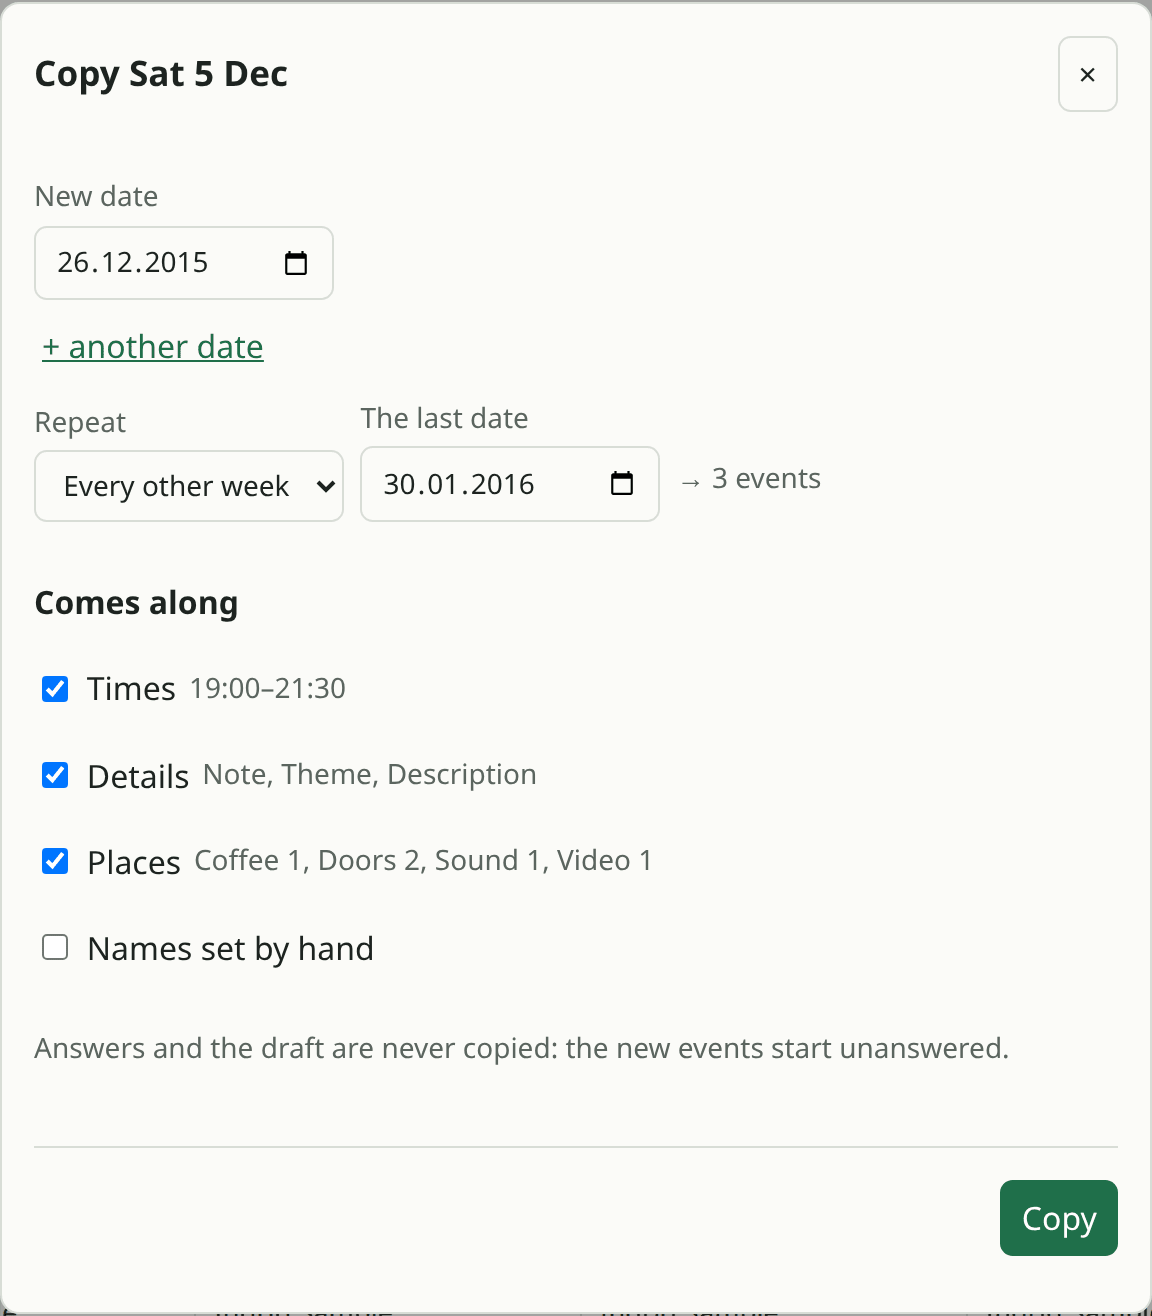 Copy Sat 5 Dec
×
New date
26.12.2015
+ another date
Repeat
The last date
Every other week
30.01.2016
→ 3 events
Comes along
Times 19:00–21:30
Details Note, Theme, Description
Places Coffee 1, Doors 2, Sound 1, Video 1
Names set by hand
Answers and the draft are never copied: the new events start unanswered.
Copy